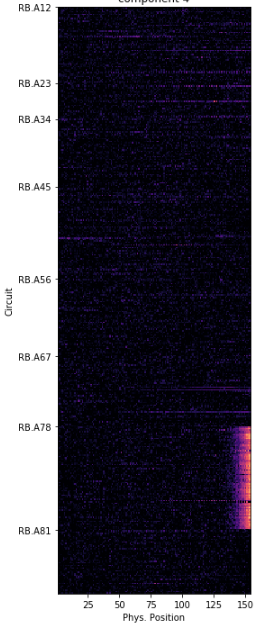 component 4
RB.A12
RB.A23
RB.A34
RB.A45
RB.A56
RB.A67
RB.A78
RB.A81
Circuit
25 50 75 100 125 150
Phys. Position